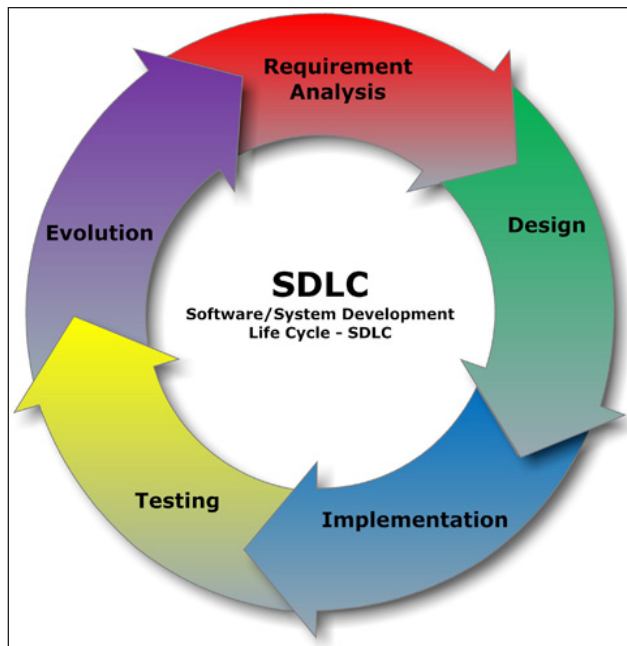 Requirement
Analysis
Design
Implementation
Testing
Evolution
SDLC
Software/System Development
Life Cycle - SDLC